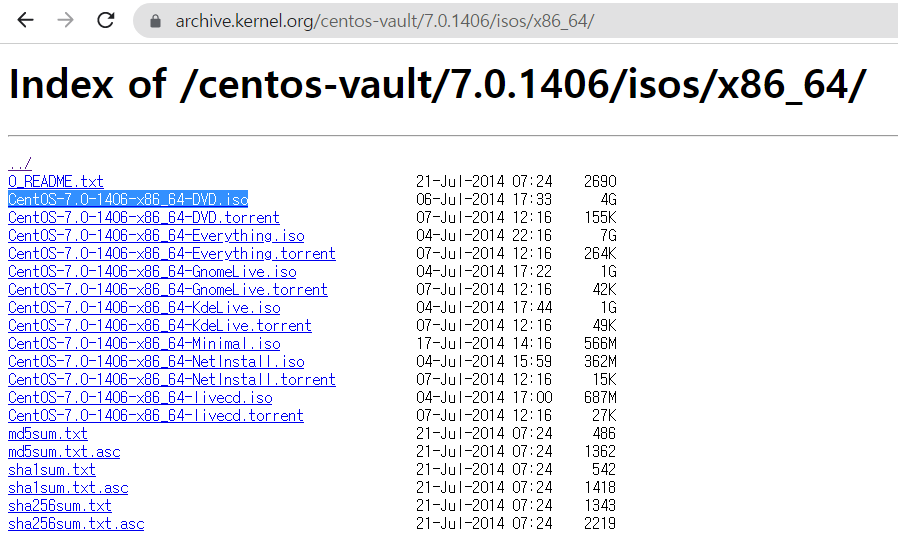 archive.kernel.org/centos-vault/7.0.1406/isos/x86_64/
Index of /centos-vault/7.0.1406/isos/x86_64/
../
0_README.txt 21-Jul-2014 07:24 2690
CentOS-7.0-1406-x86_64-DVD.iso 06-Jul-2014 17:33 4G
CentOS-7.0-1406-x86_64-DVD.torrent 07-Jul-2014 12:16 155K
CentOS-7.0-1406-x86_64-Everything.iso 04-Jul-2014 22:16 7G
CentOS-7.0-1406-x86_64-Everything.torrent 07-Jul-2014 12:16 264K
CentOS-7.0-1406-x86_64-GnomeLive.iso 04-Jul-2014 17:22 1G
CentOS-7.0-1406-x86_64-GnomeLive.torrent 07-Jul-2014 12:16 42K
CentOS-7.0-1406-x86_64-KdeLive.iso 04-Jul-2014 17:44 1G
CentOS-7.0-1406-x86_64-KdeLive.torrent 07-Jul-2014 12:16 49K
CentOS-7.0-1406-x86_64-Minimal.iso 17-Jul-2014 14:16 566M
CentOS-7.0-1406-x86_64-NetInstall.iso 04-Jul-2014 15:59 362M
CentOS-7.0-1406-x86_64-NetInstall.torrent 07-Jul-2014 12:16 15K
CentOS-7.0-1406-x86_64-livecd.iso 04-Jul-2014 17:00 687M
CentOS-7.0-1406-x86_64-livecd.torrent 07-Jul-2014 12:16 27K
md5sum.txt 21-Jul-2014 07:24 486
md5sum.txt.asc 21-Jul-2014 07:24 1362
sha1sum.txt 21-Jul-2014 07:24 542
sha1sum.txt.asc 21-Jul-2014 07:24 1418
sha256sum.txt 21-Jul-2014 07:24 1343
sha256sum.txt.asc 21-Jul-2014 07:24 2219